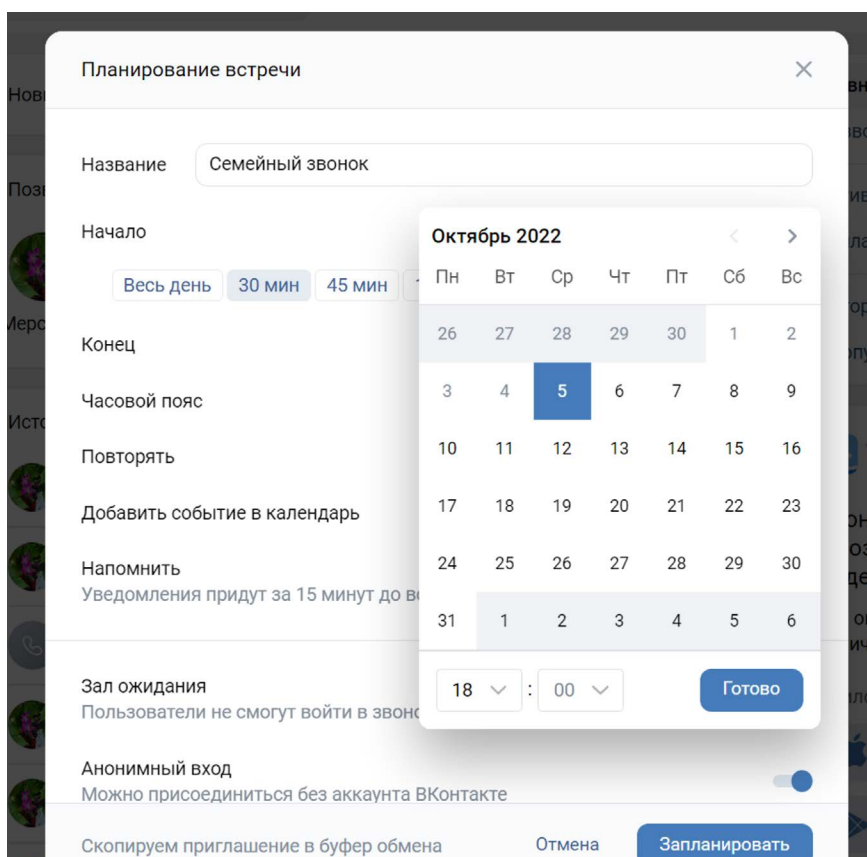 Планирование встречи
Название
Семейный звонок
Начало
Весь день 30 мин 45 мин
Конец
Часовой пояс
Повторять
Добавить событие в календарь
Напомнить
Уведомления придут за 15 минут до
Октябрь 2022
Пн Вт Ср Чт Пт Сб Вс
26 27 28 29 30 1 2
3 4 5 6 7 8 9
10 11 12 13 14 15 16
17 18 19 20 21 22 23
24 25 26 27 28 29 30
31 1 2 3 4 5 6
18 : 00 Готово
Зал ожидания
Пользователи не смогут войти в
Анонимный вход
Можно присоединиться без аккаунта ВКонтакте
Скопируем приглашение в буфер обмена Отмена Запланировать